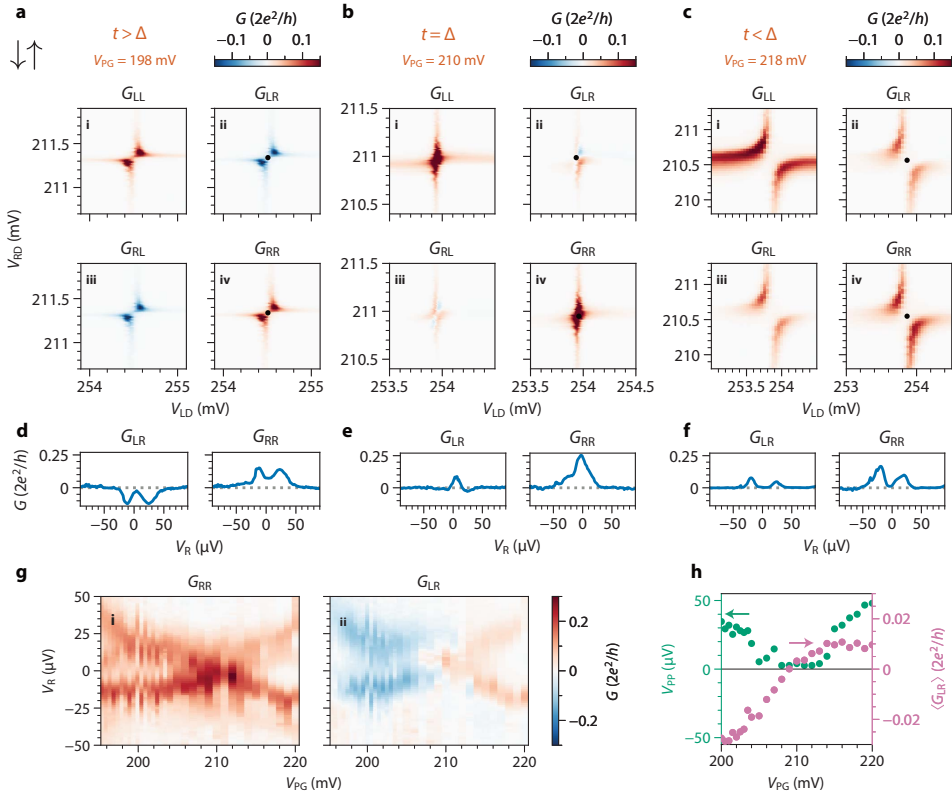 a
t > Δ
V_PG = 198 mV
G (2e²/h)
−0.1 0 0.1
b
t = Δ
V_PG = 210 mV
G (2e²/h)
−0.1 0 0.1
c
t < Δ
V_PG = 218 mV
G (2e²/h)
−0.1 0 0.1
↓↑
G_LL G_LR G_LL G_LR G_LL G_LR
i ii i ii i ii
211.5 211
211.5 211 210.5
211 210.5 210
254 255 254 255
G_RL G_RR G_RL G_RR G_RL G_RR
iii iv iii iv iii iv
211.5 211
211.5 211 210.5
211 210.5 210
V_RD (mV)
254 255 254 255
253.5 254 253.5 254 254.5
253.5 254 253 254
V_LD (mV) V_LD (mV) V_LD (mV)
d
G_LR G_RR
G (2e²/h)
0.25
0
−50 0 50 −50 0 50
V_R (μV)
e
G_LR G_RR
0.25
0
−50 0 50 −50 0 50
V_R (μV)
f
G_LR G_RR
0.25
0
−50 0 50 −50 0 50
V_R (μV)
g
G_RR G_LR
i ii
V_R (μV)
50
25
0
−25
−50
200 210 220 200 210 220
V_PG (mV)
G (2e²/h)
0.2
0
−0.2
h
V_PP (μV)
50
0
−50
← →
⟨G_LR⟩ (2e²/h)
0.02
0
−0.02
200 210 220
V_PG (mV)